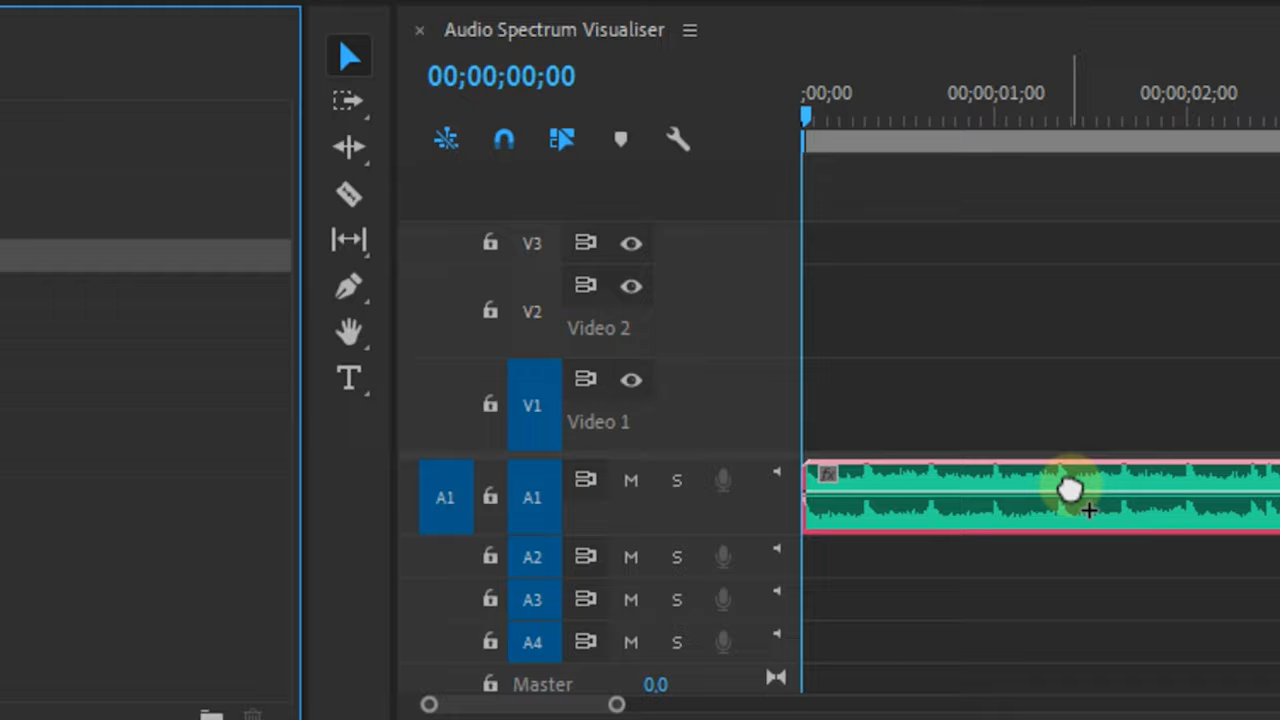 Audio Spectrum Visualiser
00;00;00;00
;00;00 00;00;01;00 00;00;02;00
V3
V2
Video 2
V1
Video 1
fx
A1 A1 M S
A2 M S
A3 M S
A4 M S
Master 0,0
T